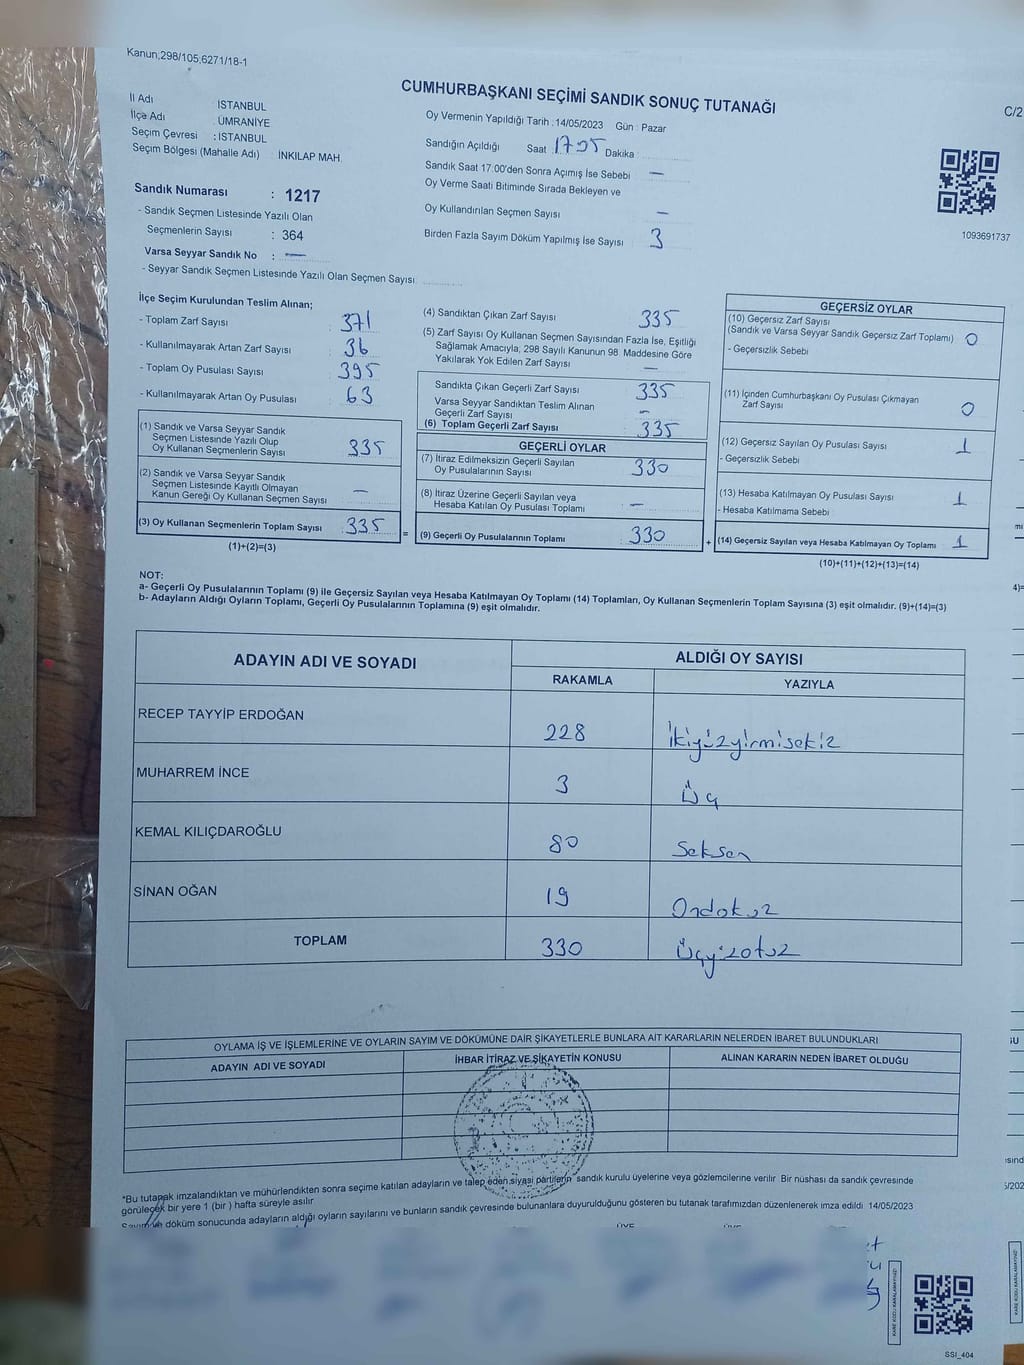 Kanun;298/105,6271/18-1
CUMHURBAŞKANI SEÇİMİ SANDIK SONUÇ TUTANAĞI
C/2
İl Adı : İSTANBUL
İlçe Adı : ÜMRANİYE
Seçim Çevresi : İSTANBUL
Seçim Bölgesi (Mahalle Adı) : İNKILAP MAH.
Sandık Numarası : 1217
- Sandık Seçmen Listesinde Yazılı Olan
Seçmenlerin Sayısı : 364
Varsa Seyyar Sandık No : —
- Seyyar Sandık Seçmen Listesinde Yazılı Olan Seçmen Sayısı
Oy Vermenin Yapıldığı Tarih : 14/05/2023 Gün : Pazar
Sandığın Açıldığı Saat 1705 Dakika
Sandık Saat 17:00'den Sonra Açımış İse Sebebi —
Oy Verme Saati Bitiminde Sırada Bekleyen ve
Oy Kullandırılan Seçmen Sayısı —
Birden Fazla Sayım Döküm Yapılmış İse Sayısı 3
1093691737
İlçe Seçim Kurulundan Teslim Alınan;
- Toplam Zarf Sayısı : 371
- Kullanılmayarak Artan Zarf Sayısı : 36
- Toplam Oy Pusulası Sayısı : 395
- Kullanılmayarak Artan Oy Pusulası : 63
(1) Sandık ve Varsa Seyyar Sandık
Seçmen Listesinde Yazılı Olup
Oy Kullanan Seçmenlerin Sayısı 335
(2) Sandık ve Varsa Seyyar Sandık
Seçmen Listesinde Kayıtlı Olmayan
Kanun Gereği Oy Kullanan Seçmen Sayısı —
(3) Oy Kullanan Seçmenlerin Toplam Sayısı 335
(1)+(2)=(3)
(4) Sandıktan Çıkan Zarf Sayısı 335
(5) Zarf Sayısı Oy Kullanan Seçmen Sayısından Fazla İse, Eşitliği
Sağlamak Amacıyla, 298 Sayılı Kanunun 98. Maddesine Göre
Yakılarak Yok Edilen Zarf Sayısı —
Sandıkta Çıkan Geçerli Zarf Sayısı 335
Varsa Seyyar Sandıktan Teslim Alınan
Geçerli Zarf Sayısı —
(6) Toplam Geçerli Zarf Sayısı 335
GEÇERLİ OYLAR
(7) İtiraz Edilmeksizin Geçerli Sayılan
Oy Pusulalarının Sayısı 330
(8) İtiraz Üzerine Geçerli Sayılan veya
Hesaba Katılan Oy Pusulası Toplamı —
= (9) Geçerli Oy Pusulalarının Toplamı 330 +
GEÇERSİZ OYLAR
(10) Geçersiz Zarf Sayısı
(Sandık ve Varsa Seyyar Sandık Geçersiz Zarf Toplamı) 0
- Geçersizlik Sebebi
(11) İçinden Cumhurbaşkanı Oy Pusulası Çıkmayan
Zarf Sayısı 0
(12) Geçersiz Sayılan Oy Pusulası Sayısı 1
- Geçersizlik Sebebi
(13) Hesaba Katılmayan Oy Pusulası Sayısı 1
- Hesaba Katılmama Sebebi
(14) Geçersiz Sayılan veya Hesaba Katılmayan Oy Toplamı 1
(10)+(11)+(12)+(13)=(14)
NOT:
a- Geçerli Oy Pusulalarının Toplamı (9) ile Geçersiz Sayılan veya Hesaba Katılmayan Oy Toplamı (14) Toplamları, Oy Kullanan Seçmenlerin Toplam Sayısına (3) eşit olmalıdır. (9)+(14)=(3)
b- Adayların Aldığı Oyların Toplamı, Geçerli Oy Pusulalarının Toplamına (9) eşit olmalıdır.
ADAYIN ADI VE SOYADI ALDIĞI OY SAYISI
RAKAMLA YAZIYLA
RECEP TAYYİP ERDOĞAN 228 İkiyüzyirmisekiz
MUHARREM İNCE 3 Üç
KEMAL KILIÇDAROĞLU 80 Seksen
SİNAN OĞAN 19 Ondokuz
TOPLAM 330 Üçyüzotuz
OYLAMA İŞ VE İŞLEMLERİNE VE OYLARIN SAYIM VE DÖKÜMÜNE DAİR ŞİKAYETLERLE BUNLARA AİT KARARLARIN NELERDEN İBARET BULUNDUKLARI
ADAYIN ADI VE SOYADI İHBAR İTİRAZ VE ŞİKAYETİN KONUSU ALINAN KARARIN NEDEN İBARET OLDUĞU
*Bu tutanak imzalandıktan ve mühürlendikten sonra seçime katılan adayların ve talep eden siyasi partilerin sandık kurulu üyelerine veya gözlemcilerine verilir. Bir nüshası da sandık çevresinde
görülecek bir yere 1 (bir) hafta süreyle asılır.
Sayım ve döküm sonucunda adayların aldığı oyların sayılarını ve bunların sandık çevresinde bulunanlara duyurulduğunu gösteren bu tutanak tarafımızdan düzenlenerek imza edildi. 14/05/2023
ÜYE ÜYE
KARE KODU KARALAMAYINIZ!
KARE KODU KARALAMAYINIZ!
SSI_404